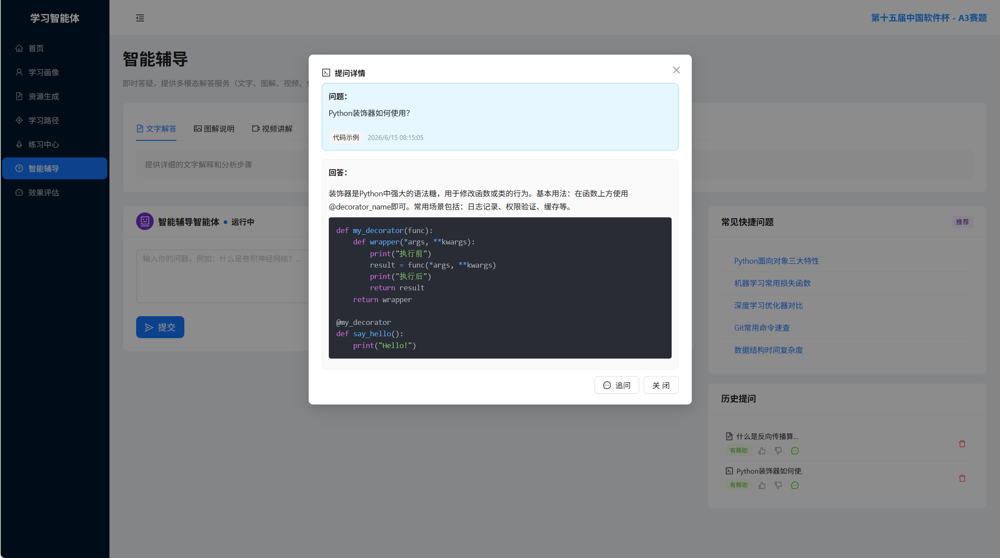 学习智能体
第十五届中国软件杯 - A3赛题
首页
学习画像
资源生成
学习路径
练习中心
智能辅导
效果评估
智能辅导
即时答疑，提供多模态解答服务（文字、图解、视频、
文字解答
图解说明
视频讲解
提供详细的文字解释和分析步骤
智能辅导智能体
运行中
输入你的问题，例如：什么是卷积神经网络？...
提交
提问详情
问题：
Python装饰器如何使用？
代码示例 2026/6/15 08:15:05
回答：
装饰器是Python中强大的语法糖，用于修改函数或类的行为。基本用法：在函数上方使用
@decorator_name即可。常用场景包括：日志记录、权限验证、缓存等。
def my_decorator(func):
    def wrapper(*args, **kwargs):
        print("执行前")
        result = func(*args, **kwargs)
        print("执行后")
        return result
    return wrapper
@my_decorator
def say_hello():
    print("Hello!")
追问
关 闭
常见快捷问题
推荐
Python面向对象三大特性
机器学习常用损失函数
深度学习优化器对比
Git常用命令速查
数据结构时间复杂度
历史提问
什么是反向传播算...
有帮助
Python装饰器如何使.
有帮助